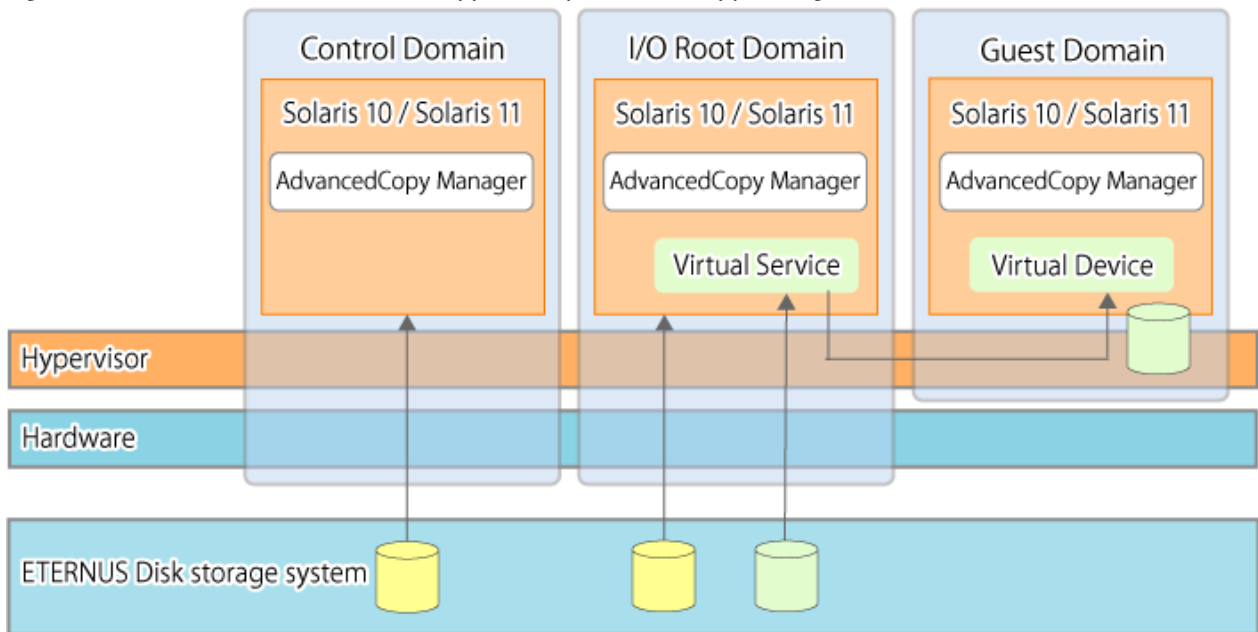 Control Domain
I/O Root Domain
Guest Domain
Solaris 10 / Solaris 11
Solaris 10 / Solaris 11
Solaris 10 / Solaris 11
AdvancedCopy Manager
AdvancedCopy Manager
AdvancedCopy Manager
Virtual Service
Virtual Device
Hypervisor
Hardware
ETERNUS Disk storage system